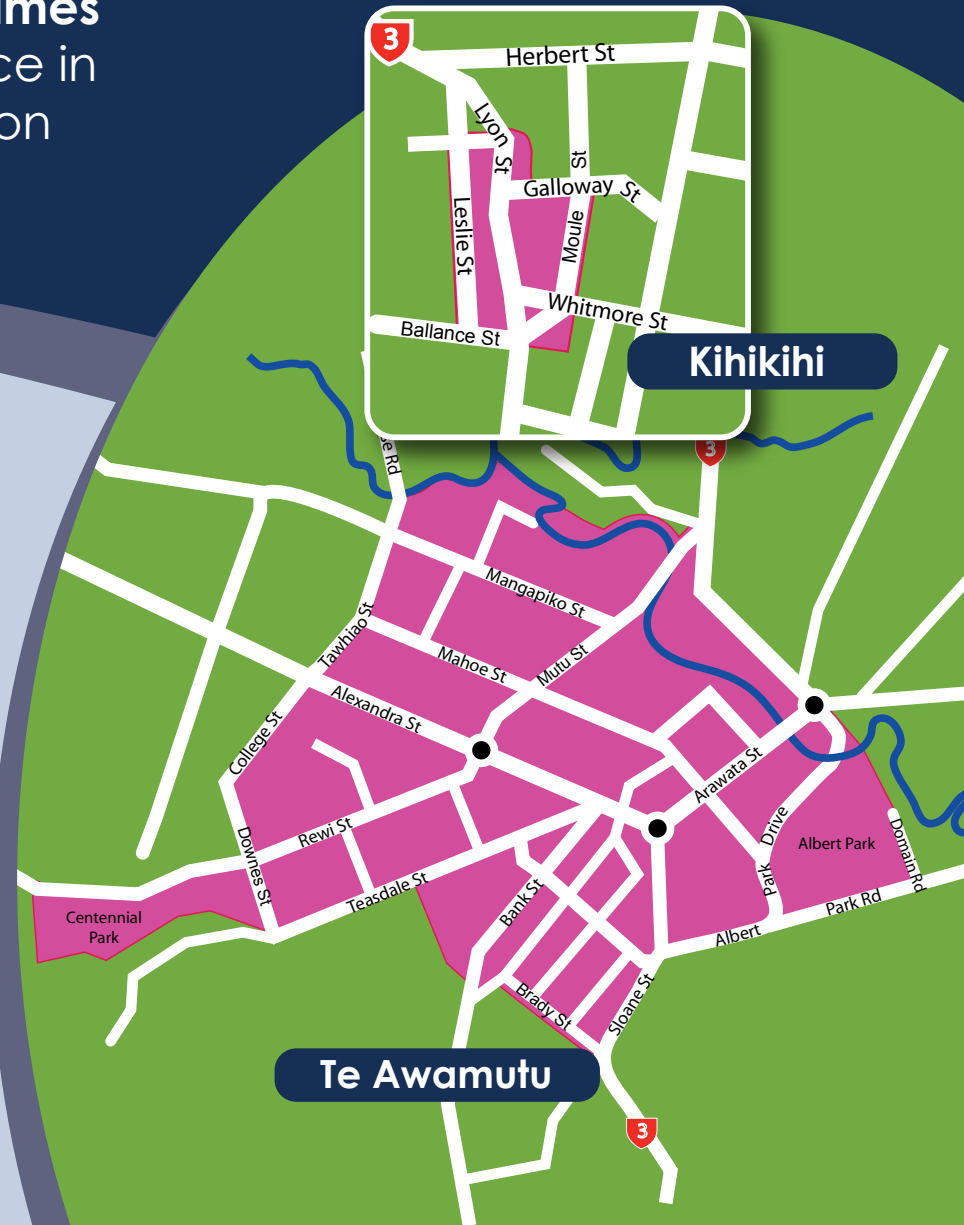 ce in
on
3
Herbert St
Lyon St
St
Galloway St
Leslie St
Moule
Whitmore St
Ballance St
Kihikihi
3
Rd
Mangapiko St
Tawhiao St
Mahoe St
Mutu St
Alexandra St
College St
Arawata St
Rewi St
Downes St
Park Drive
Albert Park
Domain Rd
Teasdale St
Bank St
Centennial
Park
Albert Park Rd
Brady St
Sloane St
Te Awamutu
3